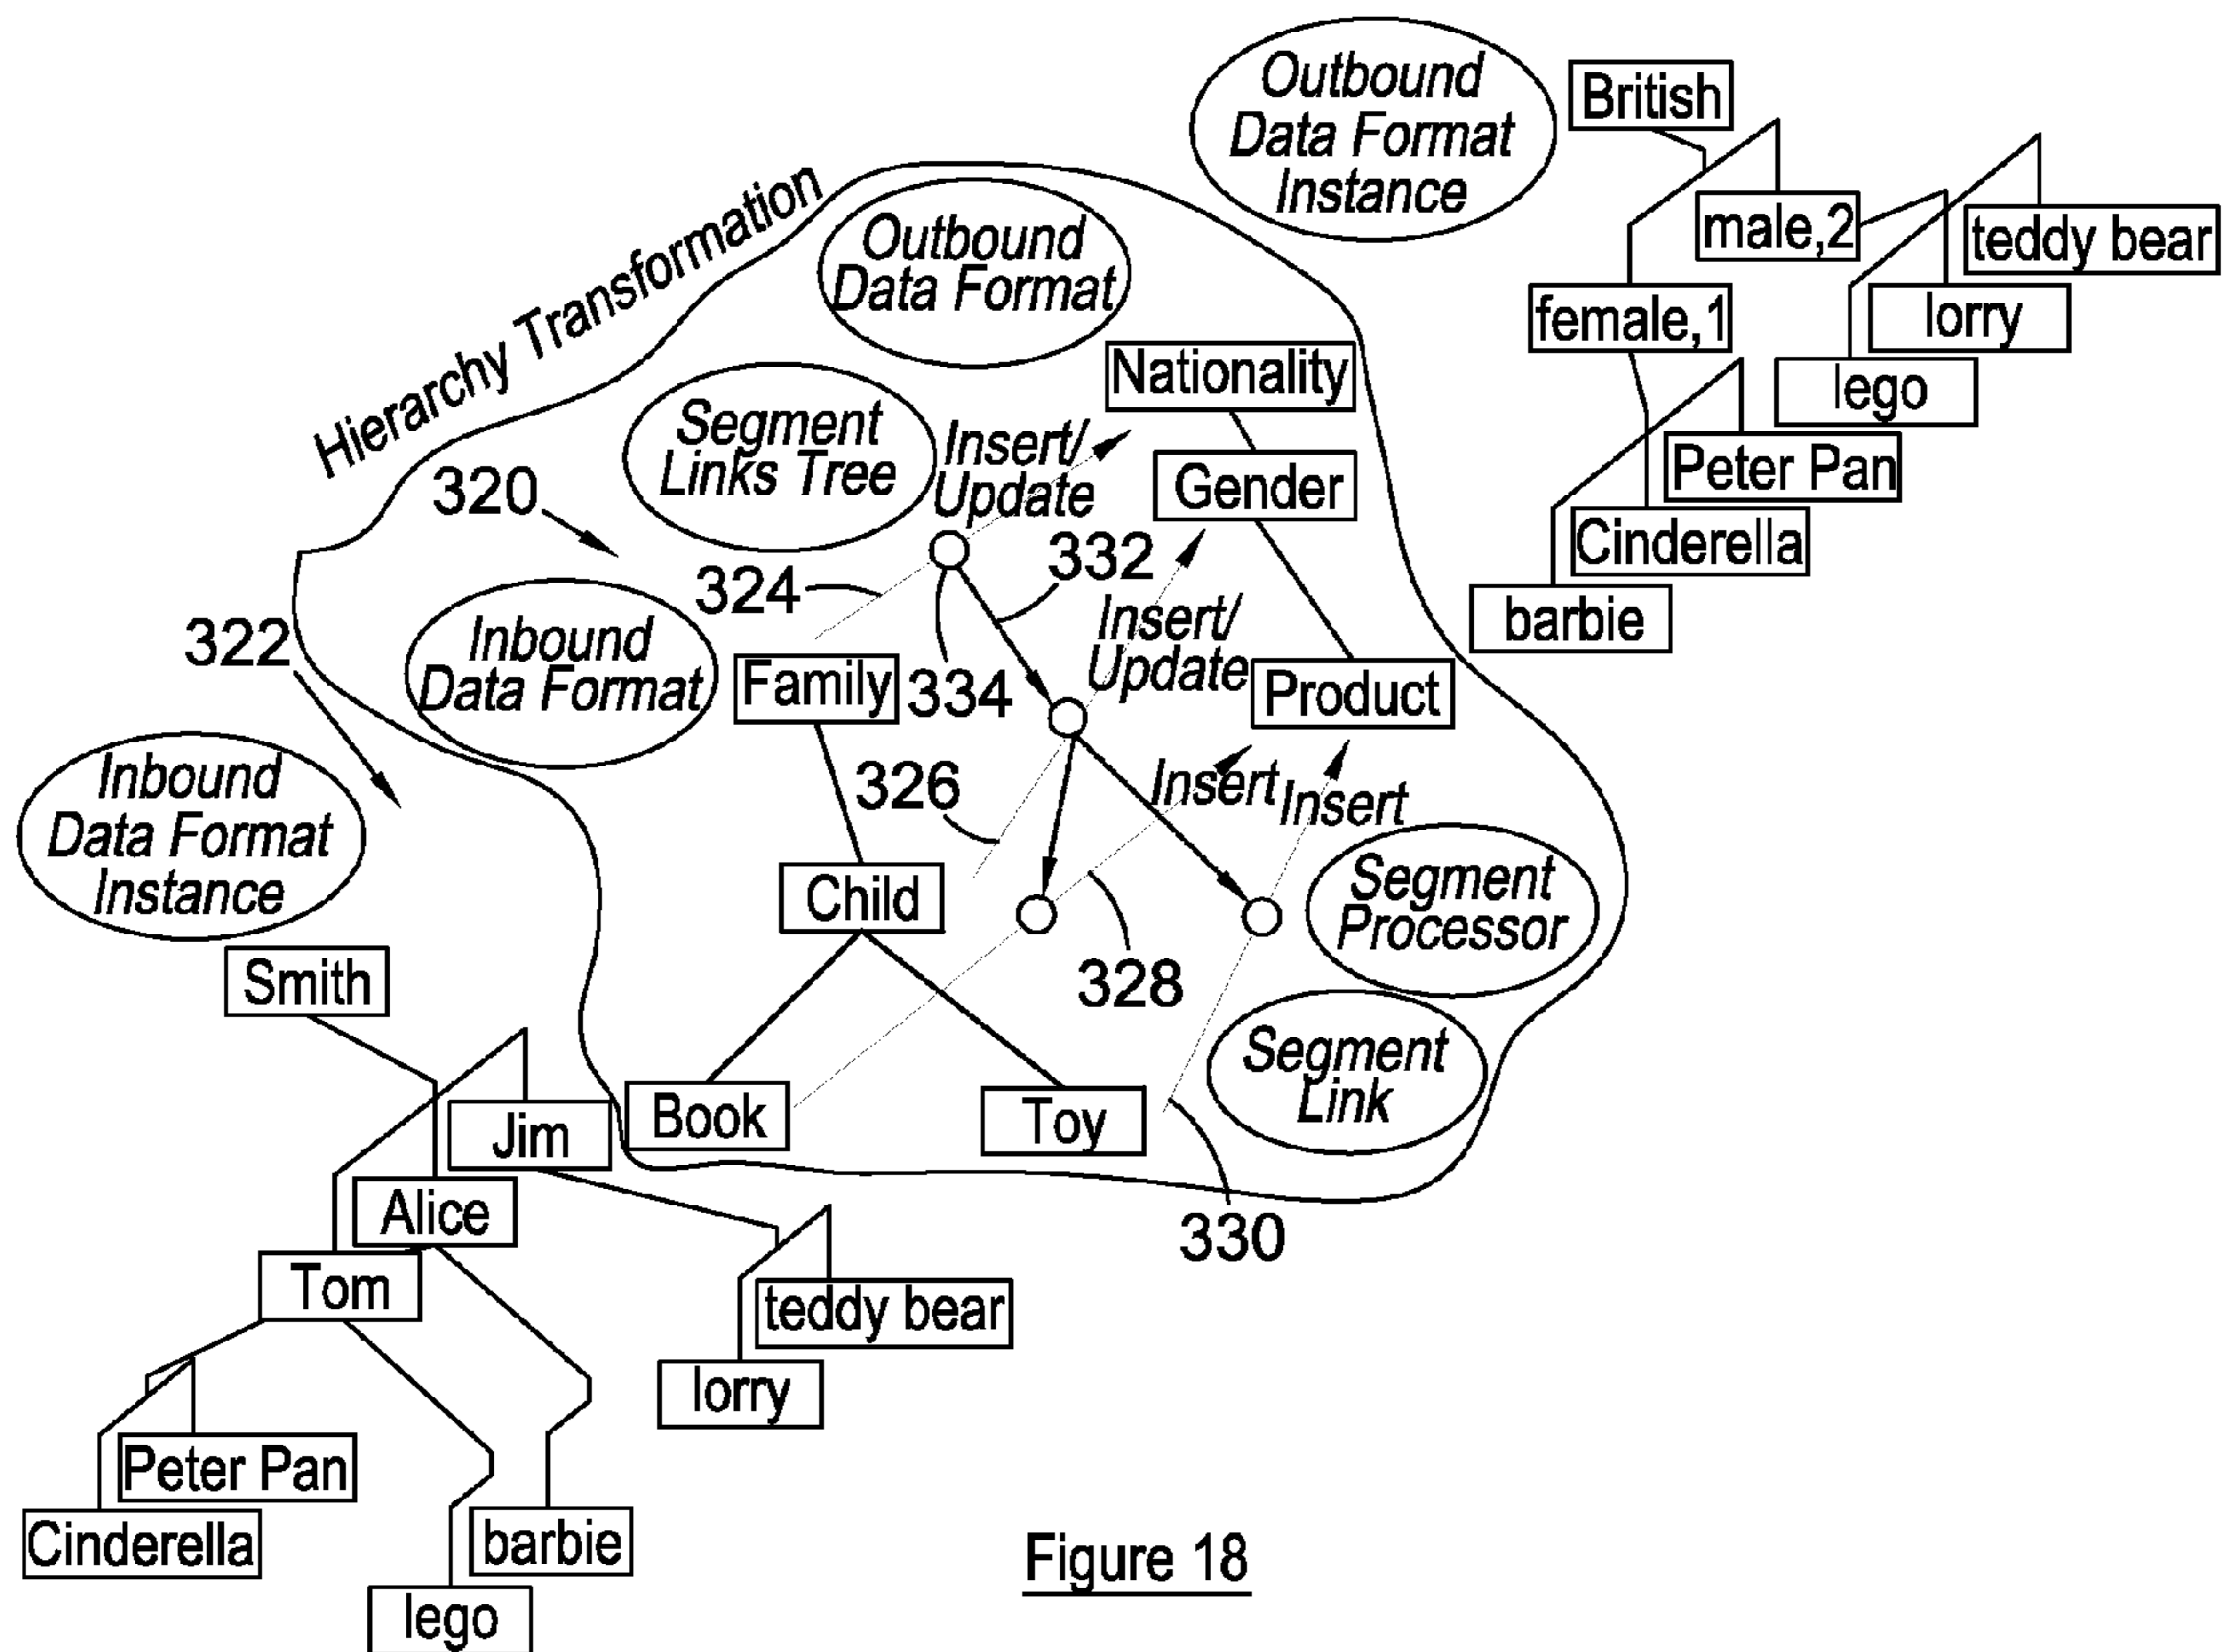 Outbound
Data Format
Instance
British
male,2
teddy bear
female,1
lorry
lego
Peter Pan
Cinderella
barbie
Hierarchy Transformation
Outbound
Data Format
Nationality
Segment
Links Tree
Insert/
Update
Gender
320
332
324
Insert/
Update
322
Inbound
Data Format
Family
334
Product
Inbound
Data Format
Instance
326
Insert
Insert
Child
Segment
Processor
328
Smith
Segment
Link
Jim
Book
Toy
Alice
330
Tom
teddy bear
lorry
Peter Pan
Cinderella
barbie
lego
Figure 18